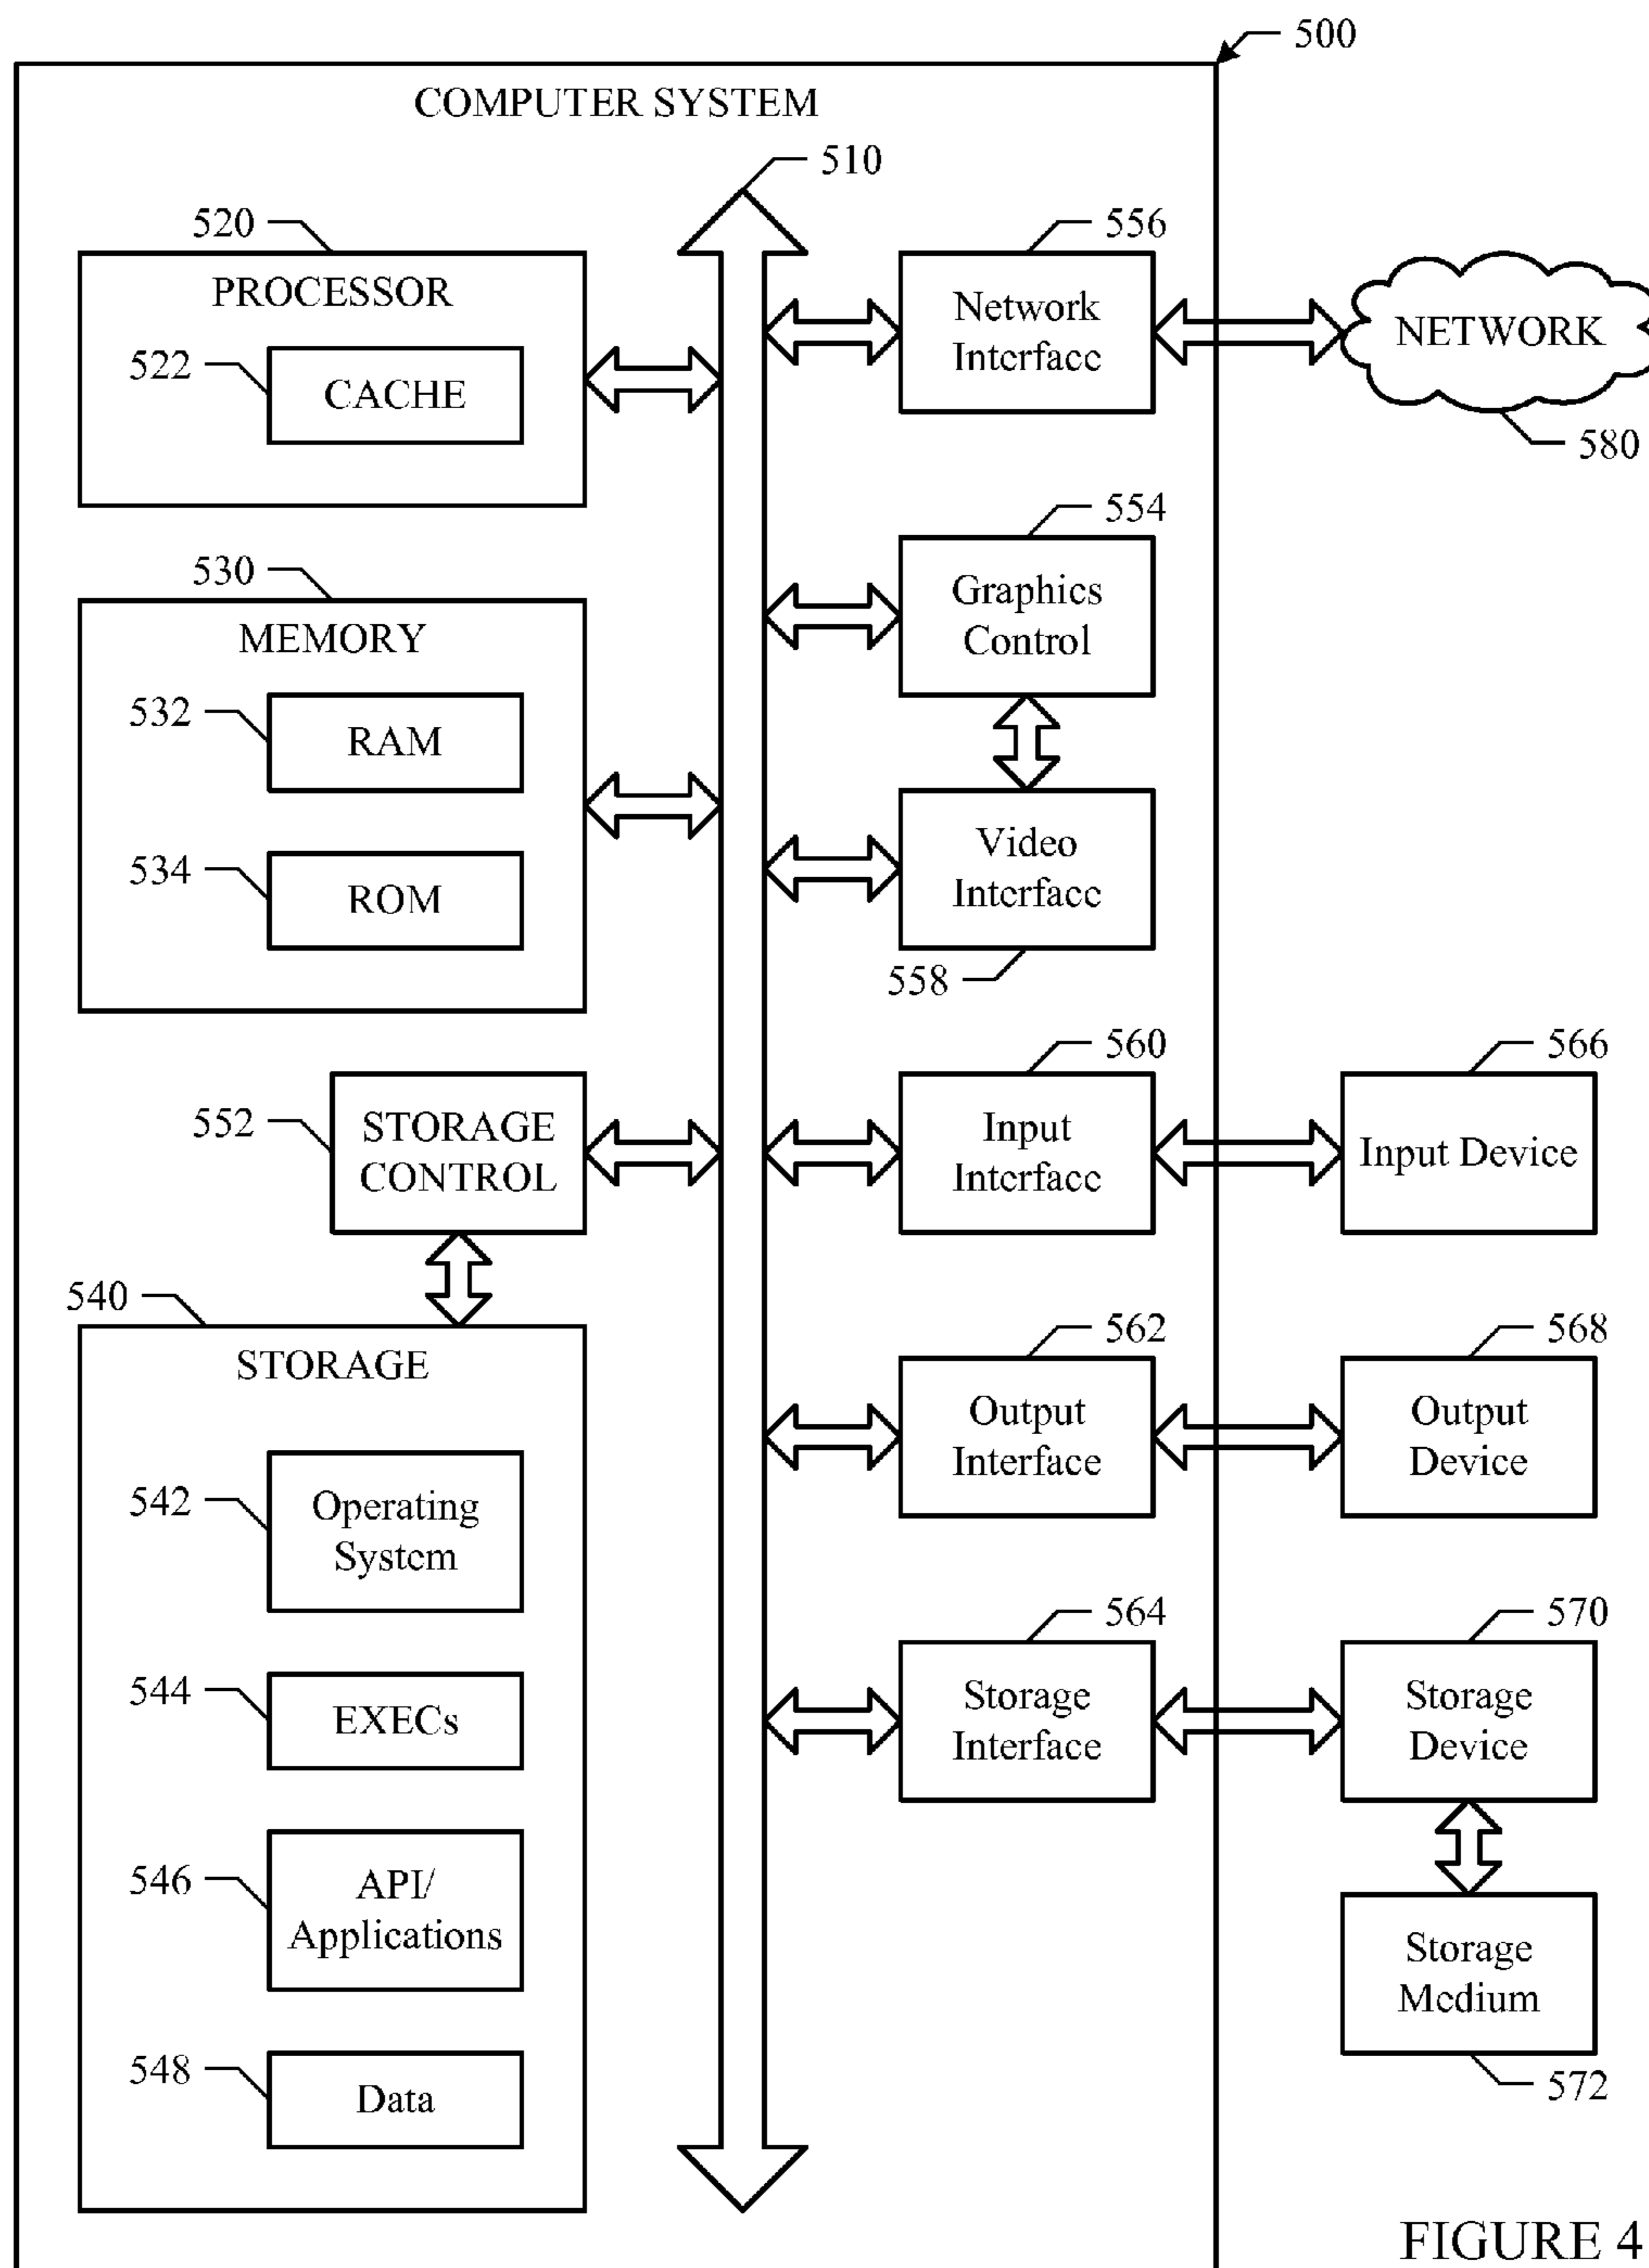 500
COMPUTER SYSTEM
510
520
PROCESSOR
522
CACHE
530
MEMORY
532
RAM
534
ROM
552
STORAGE
CONTROL
540
STORAGE
542
Operating
System
544
EXECs
546
API/
Applications
548
Data
556
Network
Interface
NETWORK
580
554
Graphics
Control
Video
Interface
558
560
Input
Interface
566
Input Device
562
Output
Interface
568
Output
Device
564
Storage
Interface
570
Storage
Device
Storage
Medium
572
FIGURE 4